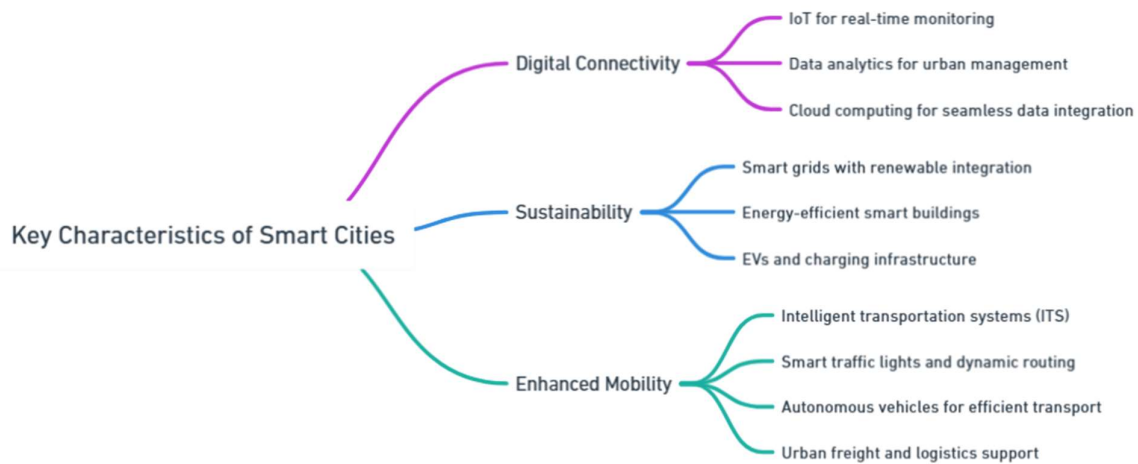 Key Characteristics of Smart Cities
Digital Connectivity
IoT for real-time monitoring
Data analytics for urban management
Cloud computing for seamless data integration
Sustainability
Smart grids with renewable integration
Energy-efficient smart buildings
EVs and charging infrastructure
Enhanced Mobility
Intelligent transportation systems (ITS)
Smart traffic lights and dynamic routing
Autonomous vehicles for efficient transport
Urban freight and logistics support